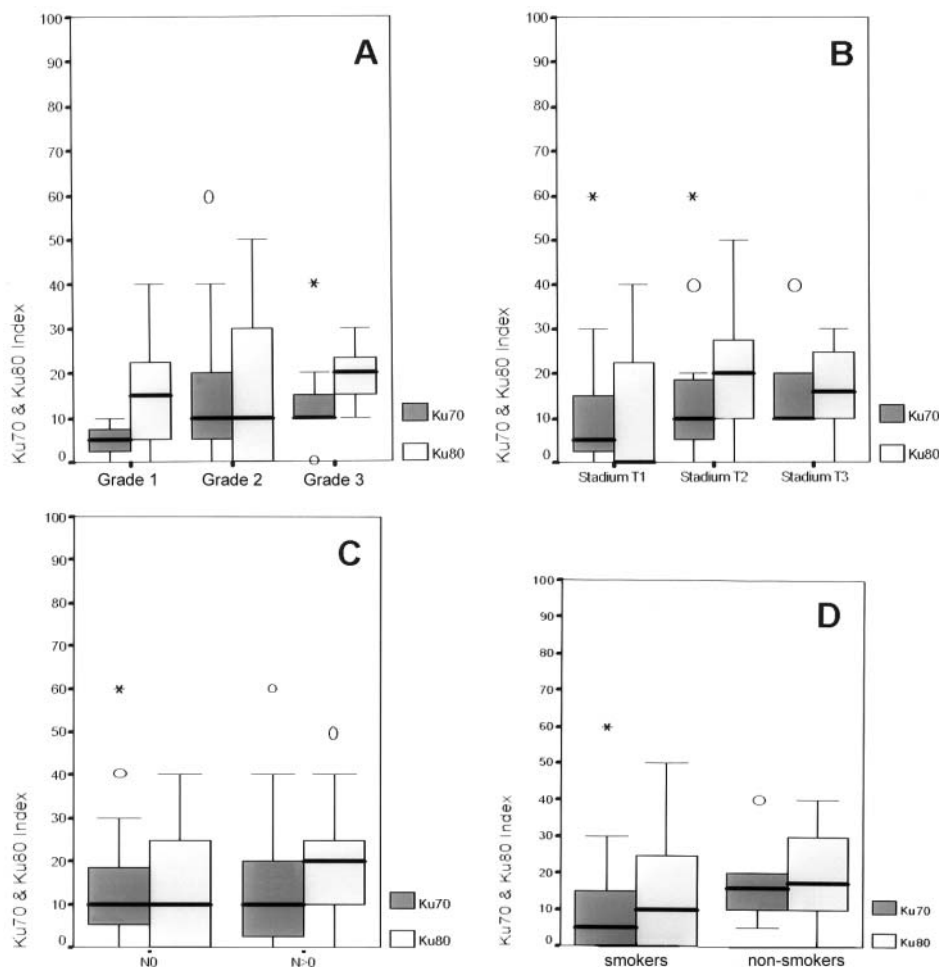 A
100
90
80
70
60
50
40
30
20
10
0
Ku70 & Ku80 Index
Grade 1 Grade 2 Grade 3
Ku70
Ku80
B
100
90
80
70
60
50
40
30
20
10
0
Ku70 & Ku80 Index
Stadium T1 Stadium T2 Stadium T3
Ku70
Ku80
C
100
90
80
70
60
50
40
30
20
10
0
Ku70 & Ku80 Index
N0 N>0
Ku70
Ku80
D
100
90
80
70
60
50
40
30
20
10
0
Ku70 & Ku80 Index
smokers non-smokers
Ku70
Ku80